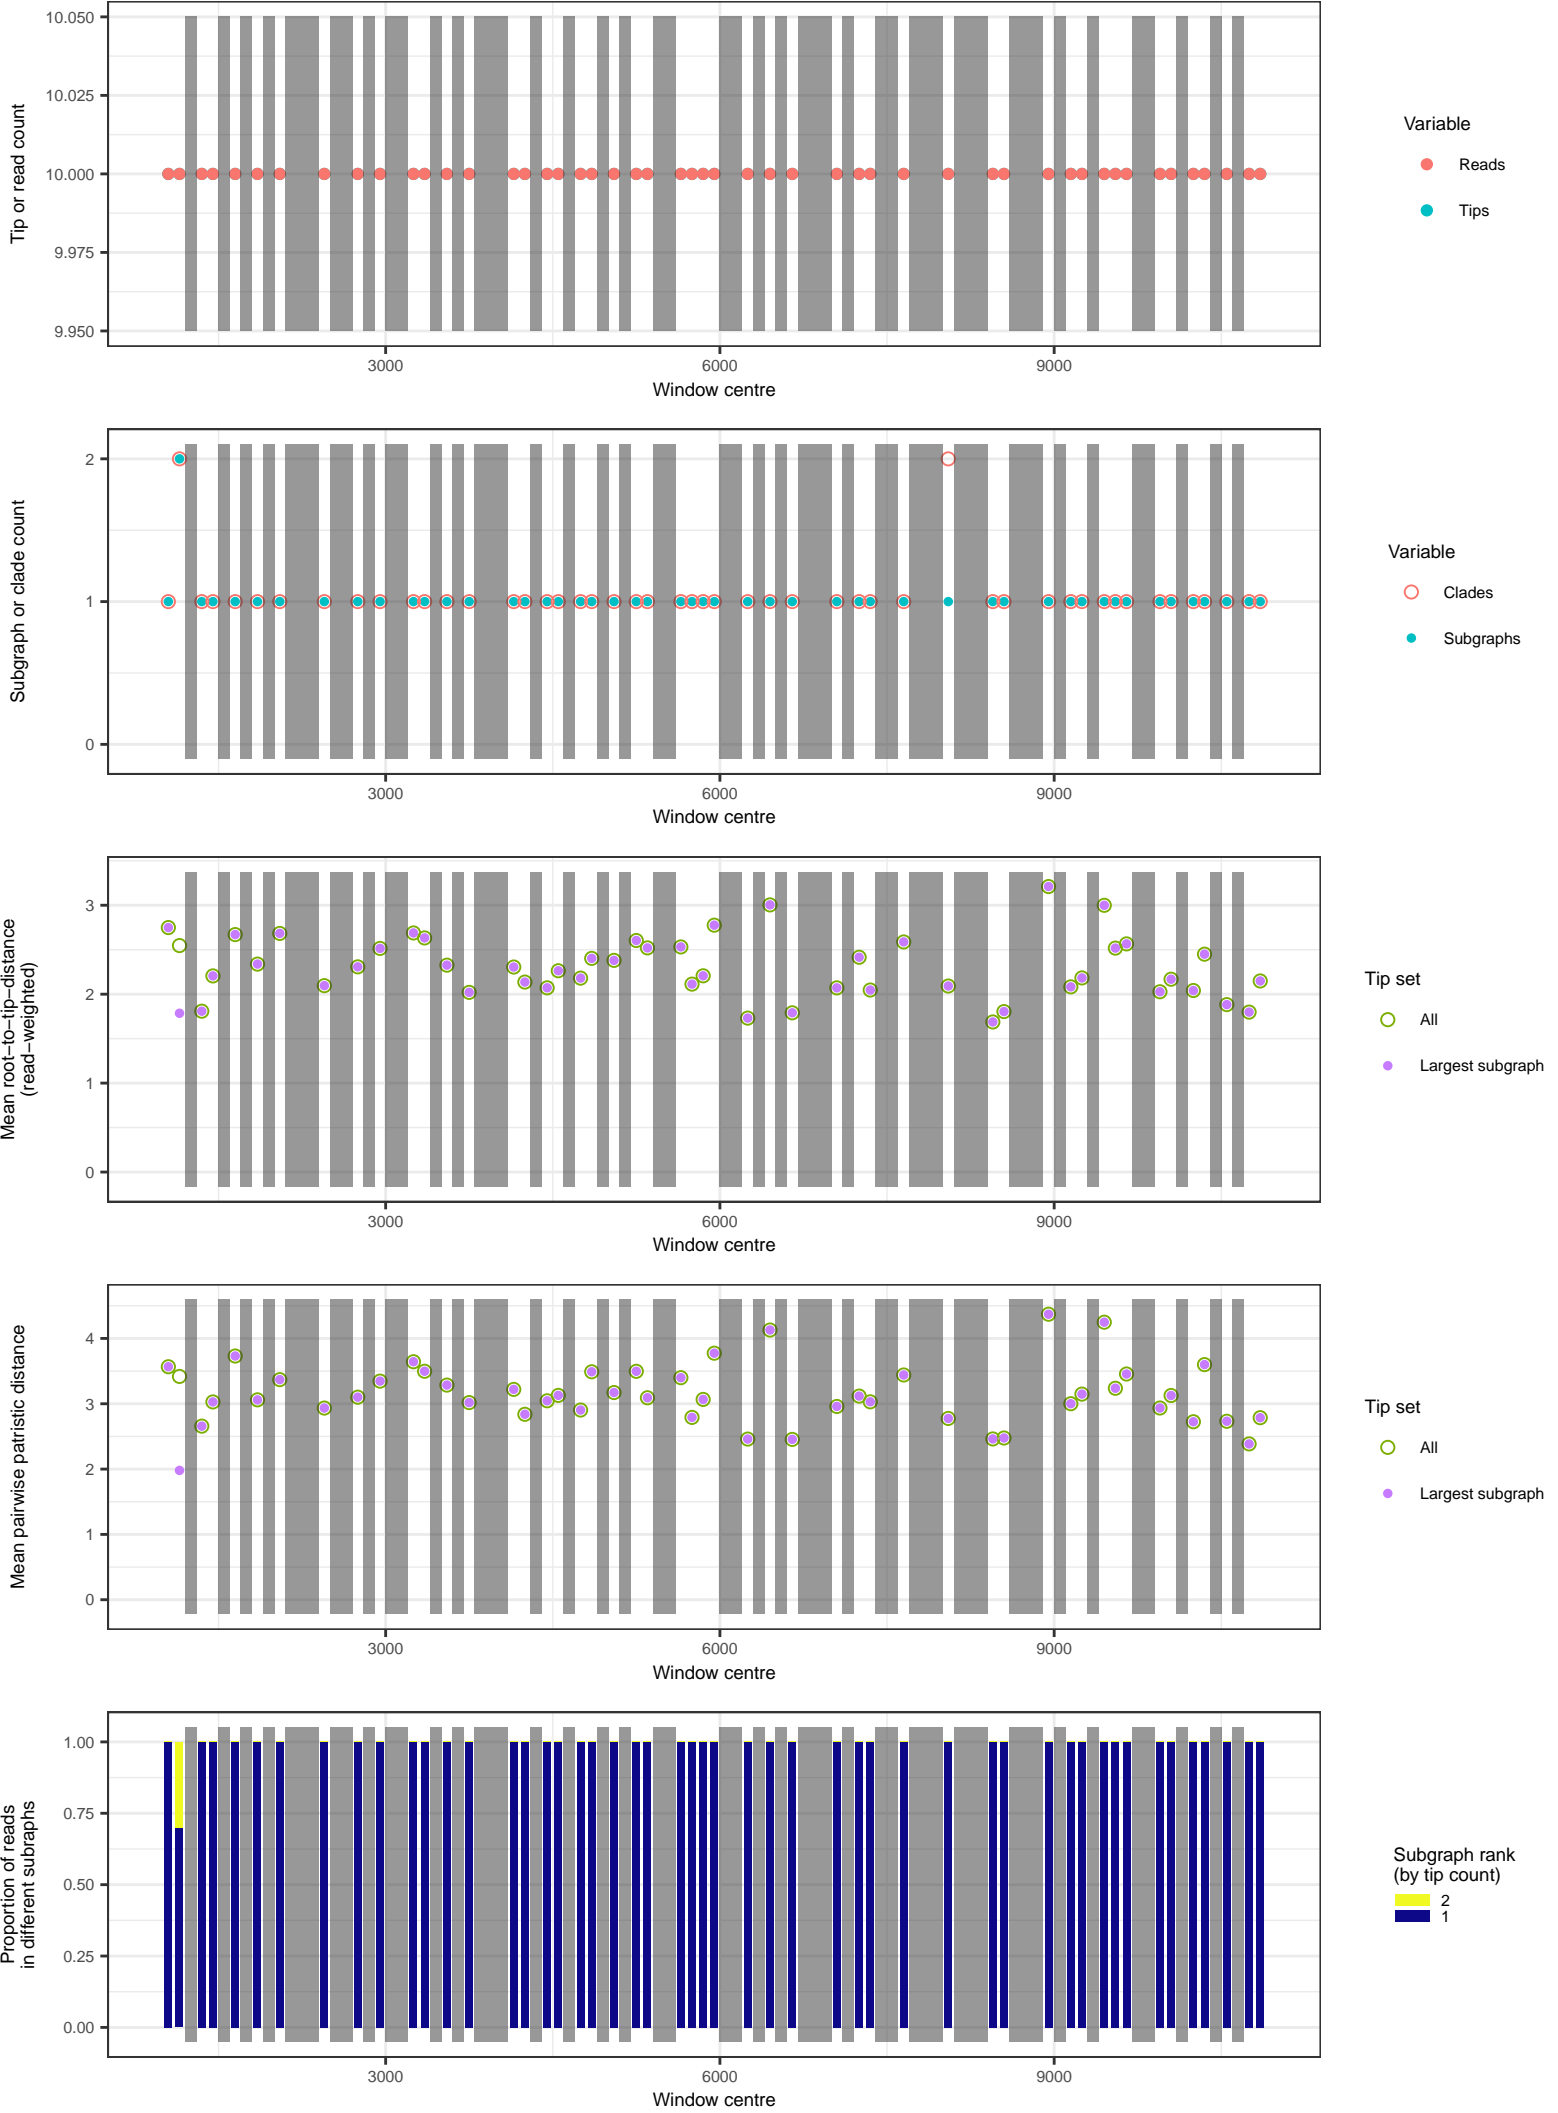 10.050
10.025
10.000
9.975
9.950
Tip or read count
3000 6000 9000
Window centre
Variable
Reads
Tips
2
1
0
Subgraph or clade count
3000 6000 9000
Window centre
Variable
Clades
Subgraphs
3
2
1
0
Mean root−to−tip−distance
(read−weighted)
3000 6000 9000
Window centre
Tip set
All
Largest subgraph
4
3
2
1
0
Mean pairwise patristic distance
3000 6000 9000
Window centre
Tip set
All
Largest subgraph
1.00
0.75
0.50
0.25
0.00
Proportion of reads
in different subraphs
3000 6000 9000
Window centre
Subgraph rank
(by tip count)
2
1